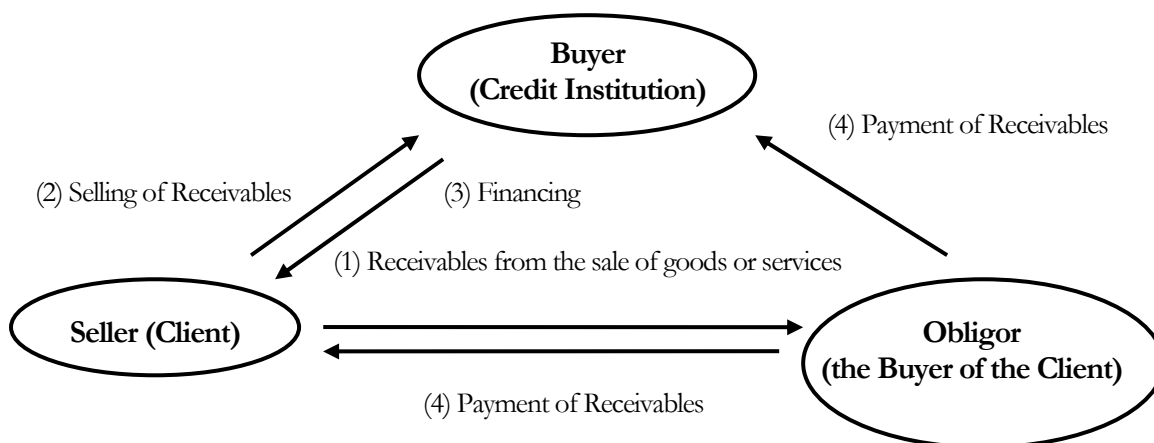 Buyer
(Credit Institution)
(4) Payment of Receivables
(2) Selling of Receivables
(3) Financing
(1) Receivables from the sale of goods or services
Seller (Client)
Obligor
(the Buyer of the Client)
(4) Payment of Receivables